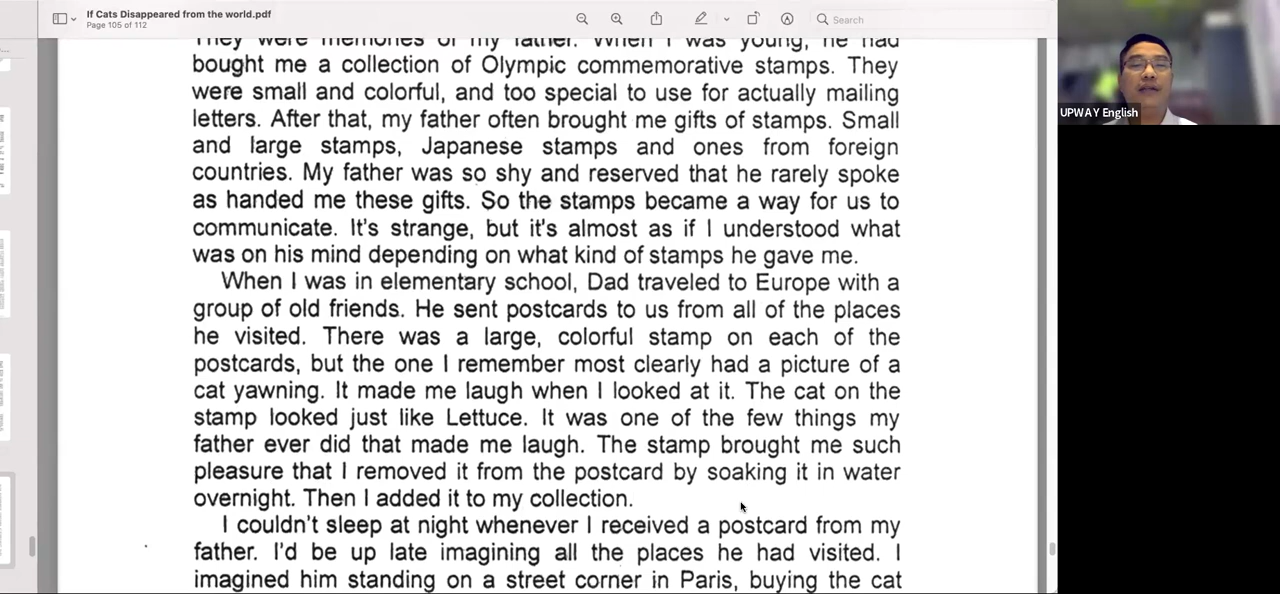 If Cats Disappeared from the world.pdf
Page 105 of 112
Search
UPWAY English
They were memories of my father. When I was young, he had
bought me a collection of Olympic commemorative stamps. They
were small and colorful, and too special to use for actually mailing
letters. After that, my father often brought me gifts of stamps. Small
and large stamps, Japanese stamps and ones from foreign
countries. My father was so shy and reserved that he rarely spoke
as handed me these gifts. So the stamps became a way for us to
communicate. It's strange, but it's almost as if I understood what
was on his mind depending on what kind of stamps he gave me.
When I was in elementary school, Dad traveled to Europe with a
group of old friends. He sent postcards to us from all of the places
he visited. There was a large, colorful stamp on each of the
postcards, but the one I remember most clearly had a picture of a
cat yawning. It made me laugh when I looked at it. The cat on the
stamp looked just like Lettuce. It was one of the few things my
father ever did that made me laugh. The stamp brought me such
pleasure that I removed it from the postcard by soaking it in water
overnight. Then I added it to my collection.
I couldn't sleep at night whenever I received a postcard from my
father. I'd be up late imagining all the places he had visited. I
imagined him standing on a street corner in Paris, buying the cat